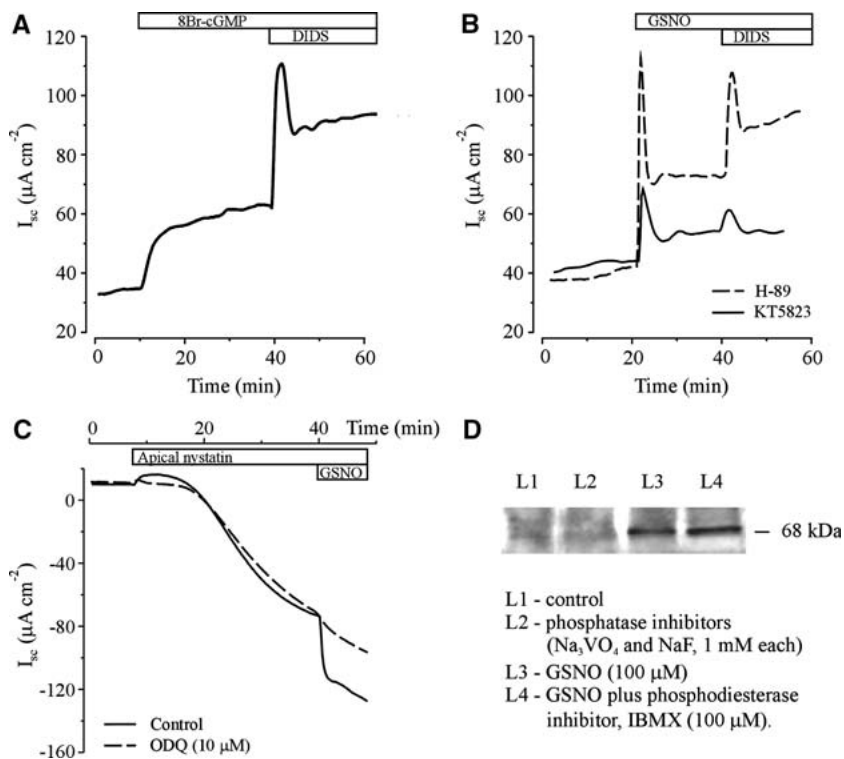 A
8Br-cGMP
DIDS
120
100
80
60
40
20
I_sc (μA cm⁻²)
0 20 40 60
Time (min)
B
GSNO
DIDS
120
100
80
60
40
20
I_sc (μA cm⁻²)
H-89
KT5823
0 20 40 60
Time (min)
C
0 20 40 Time (min)
Apical nystatin
GSNO
0
-40
-80
-120
-160
I_sc (μA cm⁻²)
Control
ODQ (10 μM)
D
L1 L2 L3 L4
— 68 kDa
L1 - control
L2 - phosphatase inhibitors
(Na₃VO₄ and NaF, 1 mM each)
L3 - GSNO (100 μM)
L4 - GSNO plus phosphodiesterase
inhibitor, IBMX (100 μM).